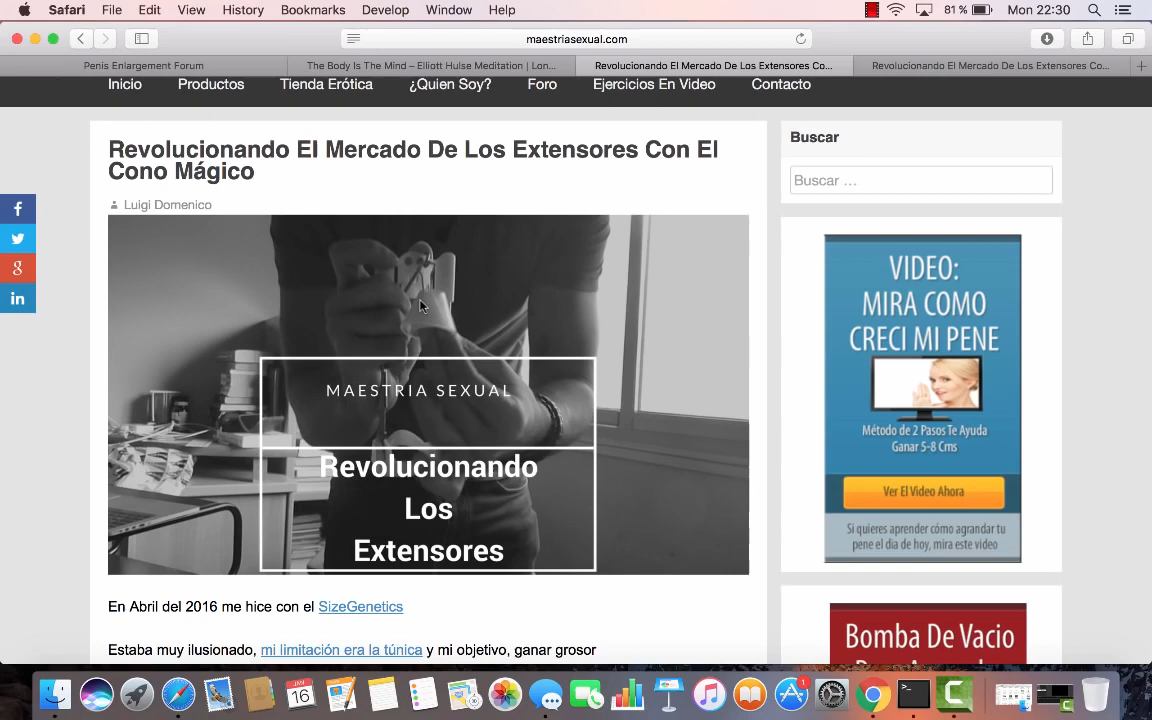 Safari File Edit View History Bookmarks Develop Window Help 81 % Mon 22:30
maestriasexual.com
Penis Enlargement Forum
The Body Is The Mind – Elliott Hulse Meditation | Lon...
Revolucionando El Mercado De Los Extensores Co...
Revolucionando El Mercado De Los Extensores Co...
Inicio Productos Tienda Erótica ¿Quien Soy? Foro Ejercicios En Video Contacto
Revolucionando El Mercado De Los Extensores Con El
Cono Mágico
Luigi Domenico
MAESTRIA SEXUAL
Revolucionando
Los
Extensores
En Abril del 2016 me hice con el SizeGenetics
Estaba muy ilusionado, mi limitación era la túnica y mi objetivo, ganar grosor
Buscar
Buscar …
VIDEO:
MIRA COMO
CRECI MI PENE
Método de 2 Pasos Te Ayuda
Ganar 5-8 Cms
Ver El Video Ahora
Si quieres aprender cómo agrandar tu
pene el dia de hoy, mira este video
Bomba De Vacio
JAN
16
1